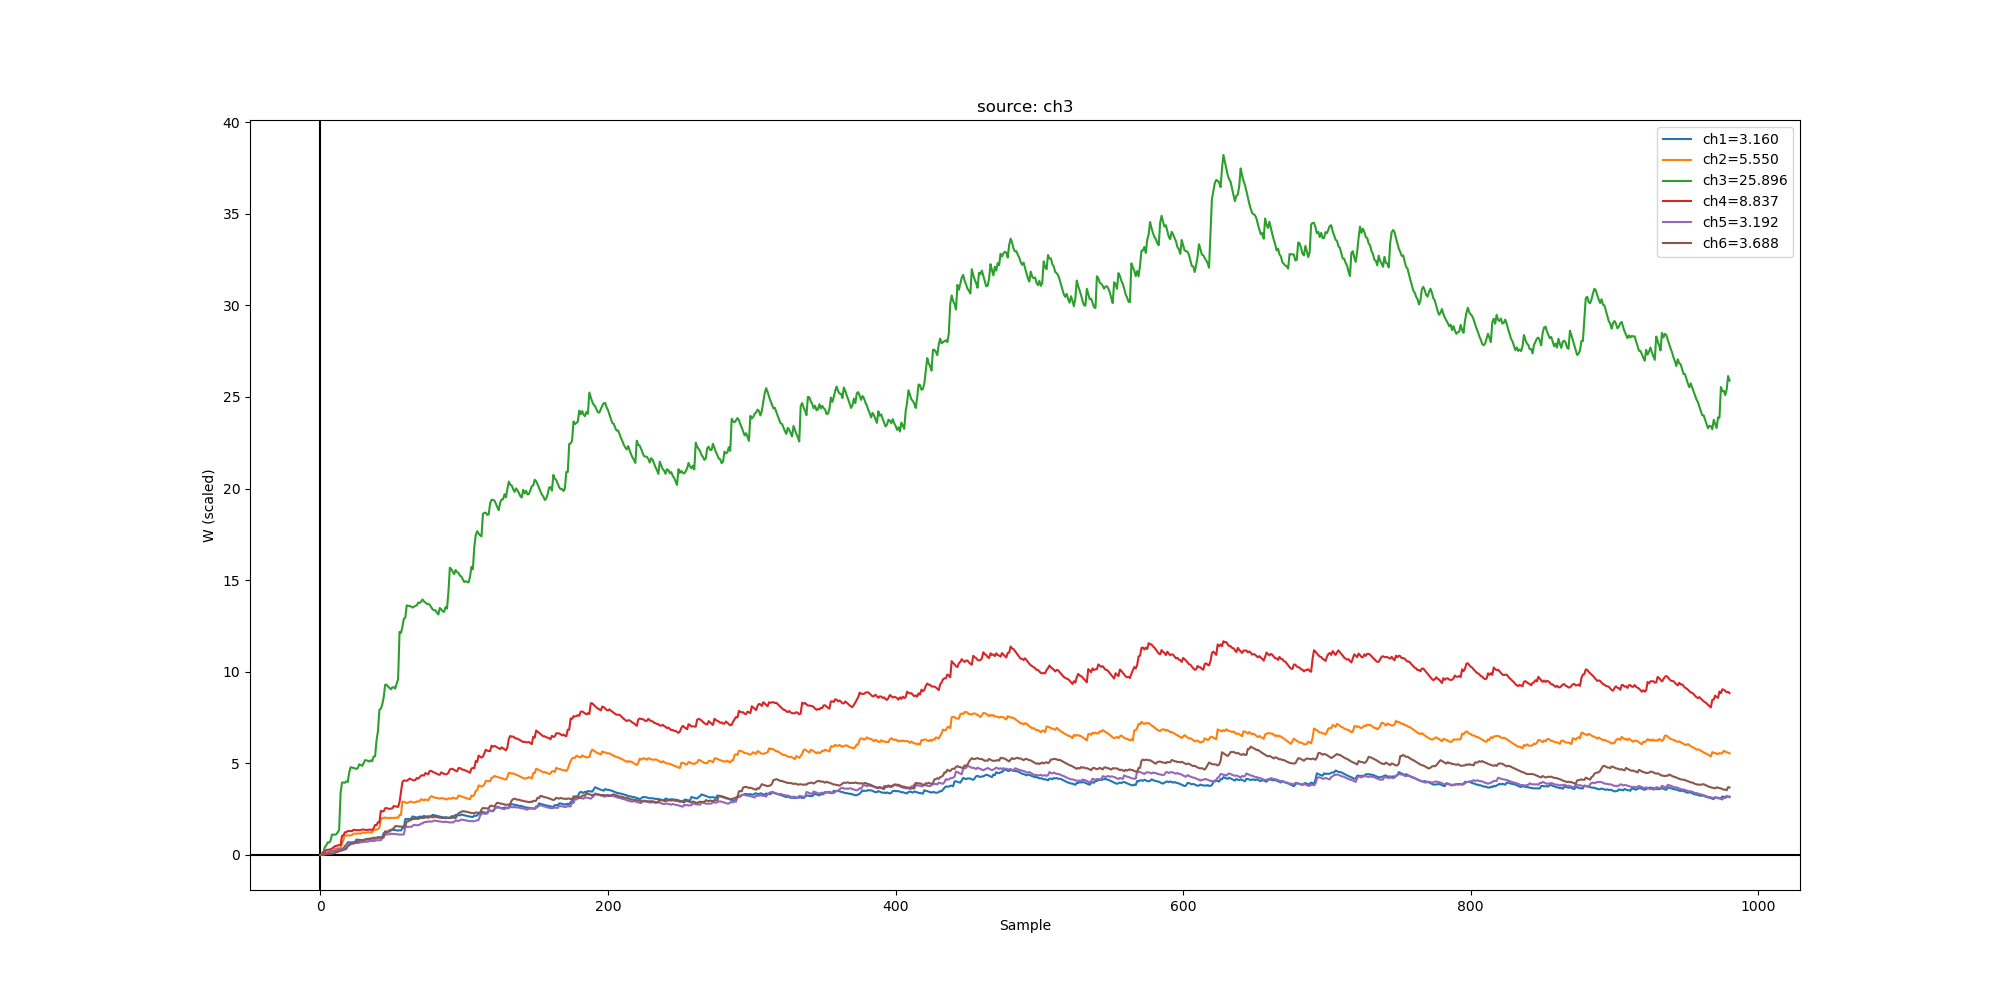 source: ch3
40
35
30
25
20
15
10
5
0
W (scaled)
ch1=3.160
ch2=5.550
ch3=25.896
ch4=8.837
ch5=3.192
ch6=3.688
0 200 400 600 800 1000
Sample